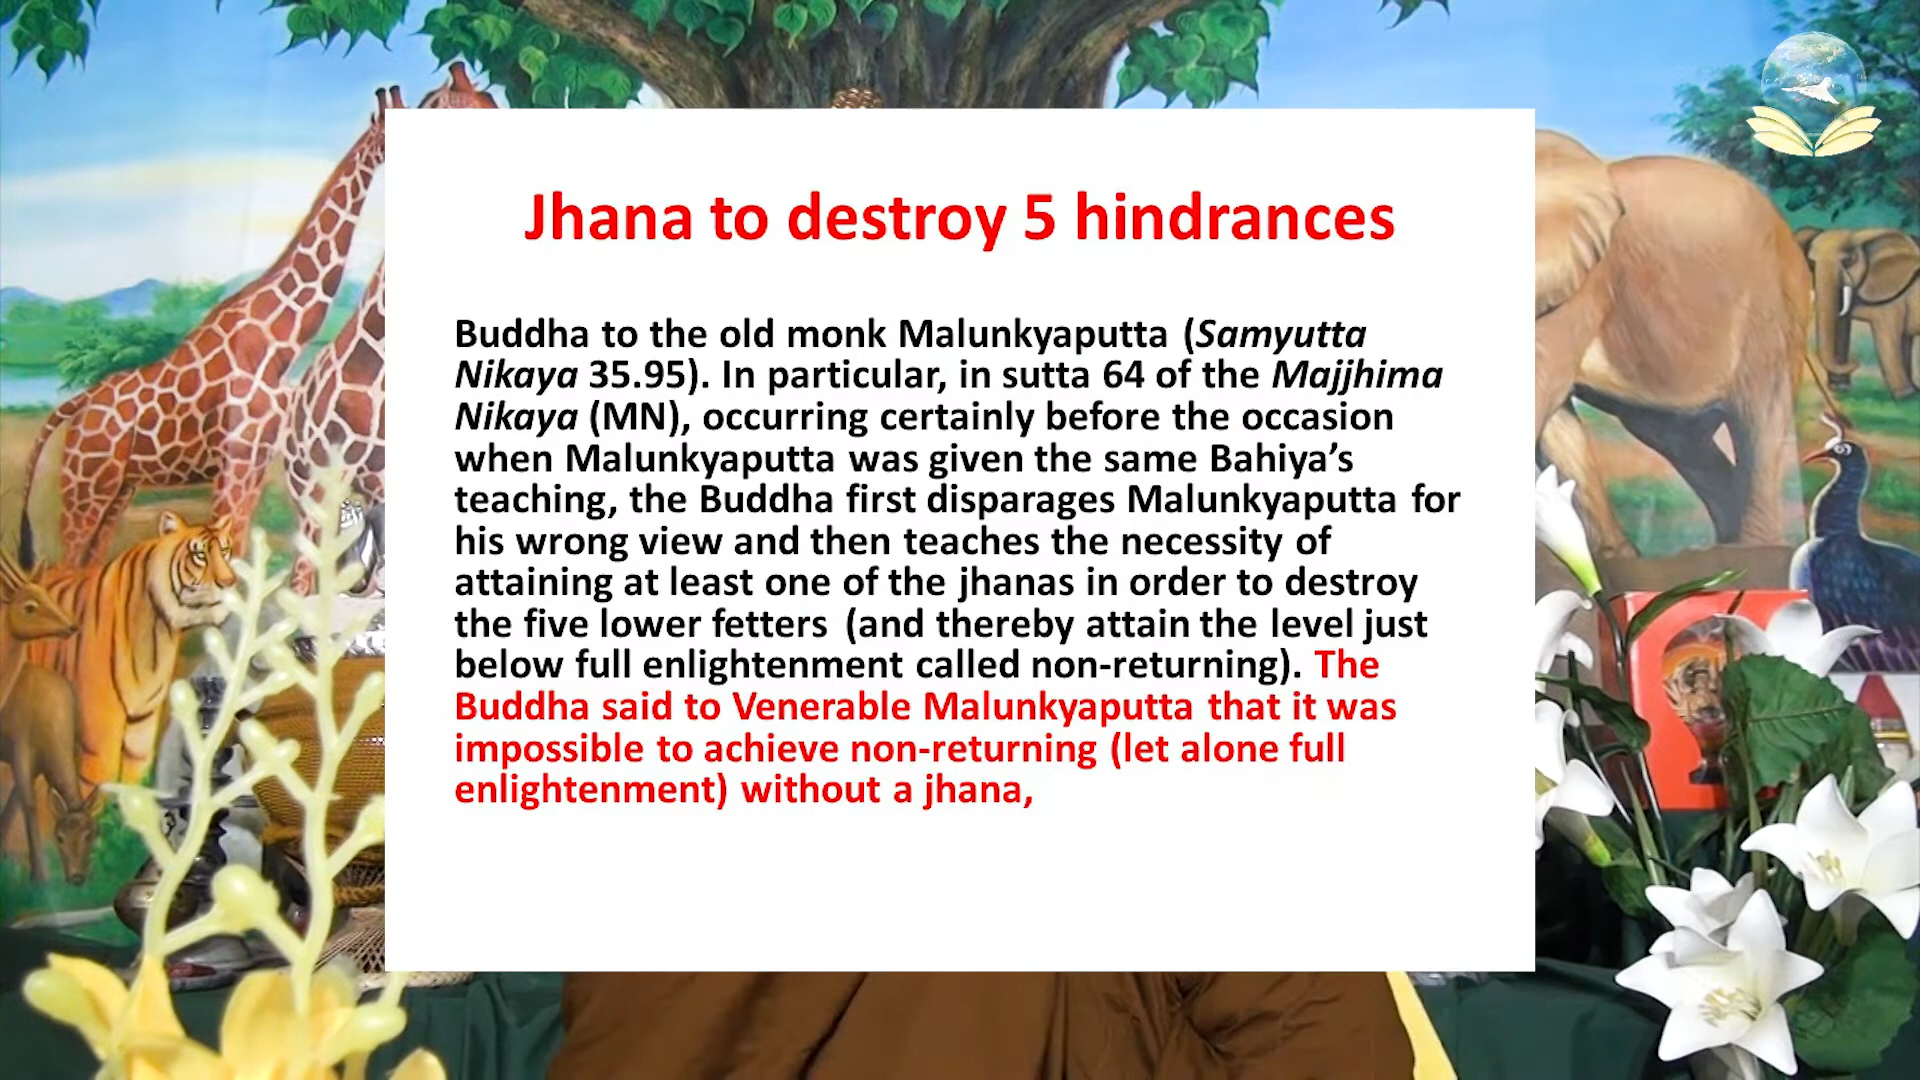 Jhana to destroy 5 hindrances
Buddha to the old monk Malunkyaputta (Samyutta
Nikaya 35.95). In particular, in sutta 64 of the Majjhima
Nikaya (MN), occurring certainly before the occasion
when Malunkyaputta was given the same Bahiya’s
teaching, the Buddha first disparages Malunkyaputta for
his wrong view and then teaches the necessity of
attaining at least one of the jhanas in order to destroy
the five lower fetters (and thereby attain the level just
below full enlightenment called non-returning). The
Buddha said to Venerable Malunkyaputta that it was
impossible to achieve non-returning (let alone full
enlightenment) without a jhana,